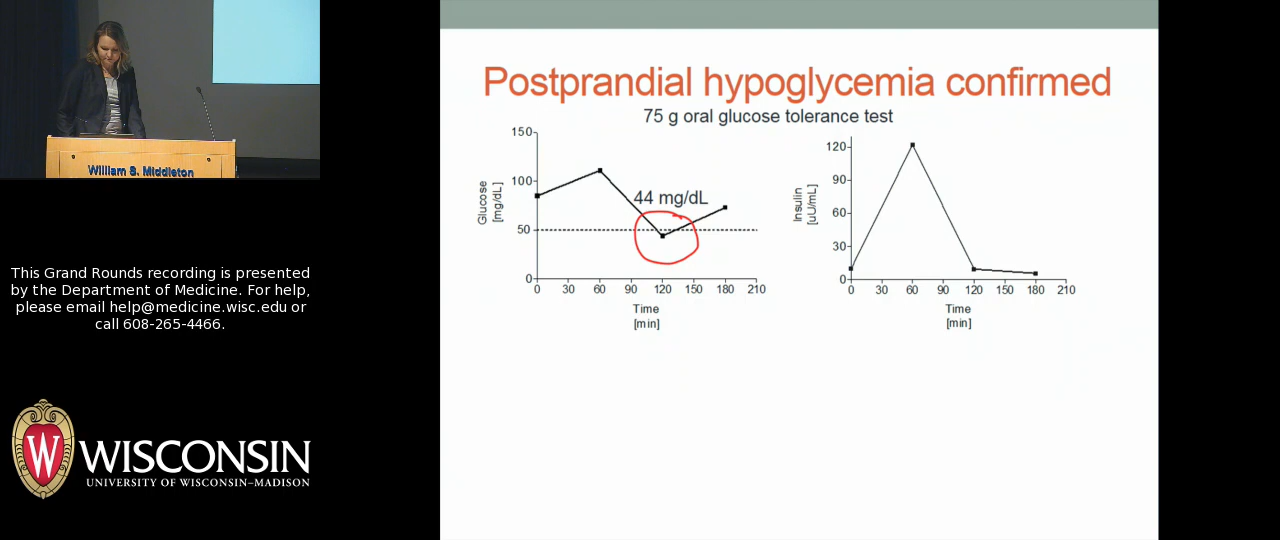 William S. Middleton
This Grand Rounds recording is presented
by the Department of Medicine. For help,
please email help@medicine.wisc.edu or
call 608-265-4466.
W
WISCONSIN
UNIVERSITY OF WISCONSIN–MADISON
Postprandial hypoglycemia confirmed
75 g oral glucose tolerance test
150
100
50
0
Glucose
[mg/dL]
44 mg/dL
0 30 60 90 120 150 180 210
Time
[min]
120
90
60
30
0
Insulin
[uU/mL]
0 30 60 90 120 150 180 210
Time
[min]